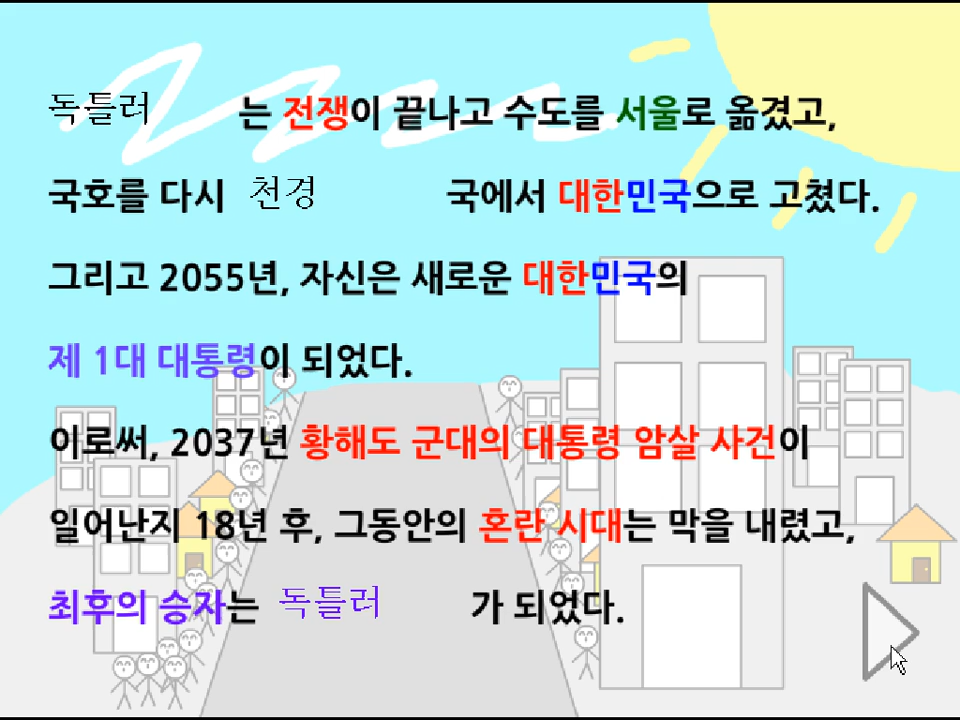 독틀러는 전쟁이 끝나고 수도를 서울로 옮겼고,
국호를 다시 천경국에서 대한민국으로 고쳤다.
그리고 2055년, 자신은 새로운 대한민국의
제 1대 대통령이 되었다.
이로써, 2037년 황해도 군대의 대통령 암살 사건이
일어난지 18년 후, 그동안의 혼란 시대는 막을 내렸고,
최후의 승자는 독틀러가 되었다.